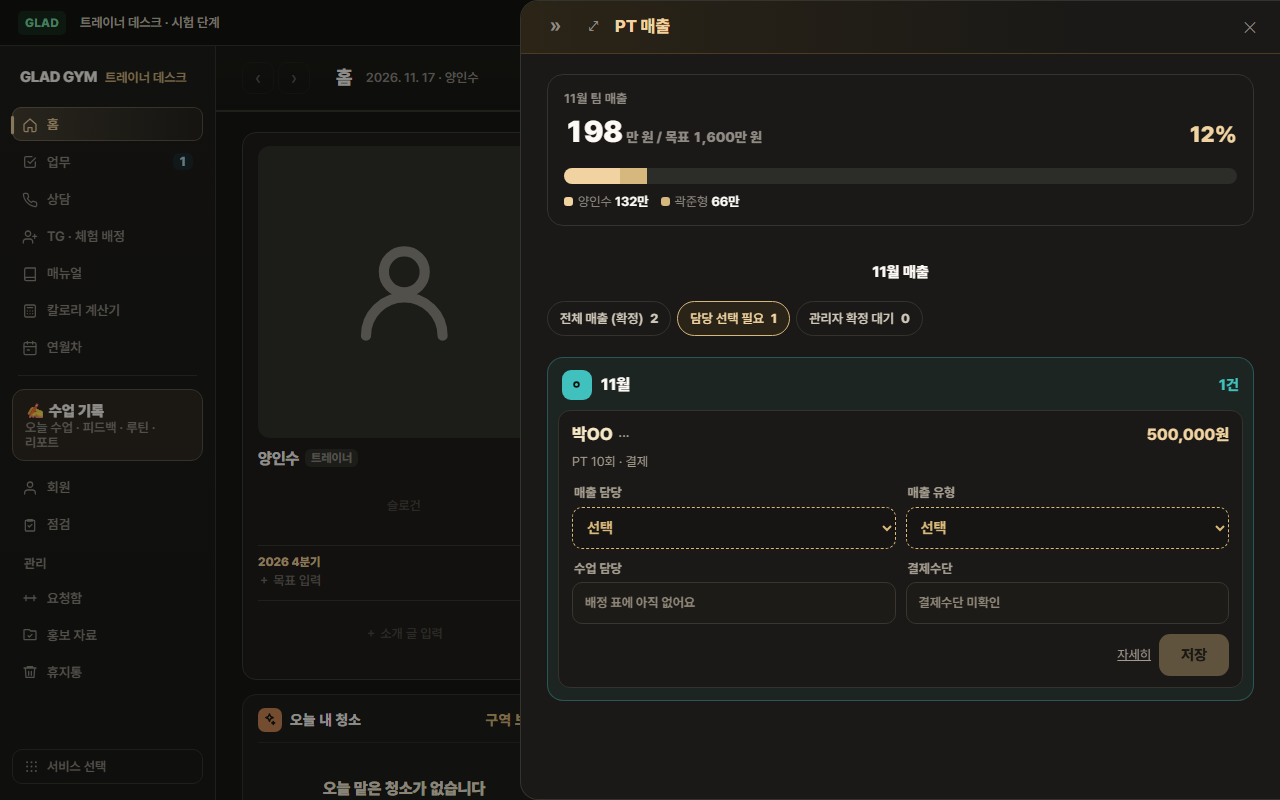 GLAD 트레이너 데스크 · 시험 단계
GLAD GYM 트레이너 데스크
홈
업무 1
상담
TG · 체험 배정
매뉴얼
칼로리 계산기
연월차
✍️ 수업 기록
오늘 수업 · 피드백 · 루틴 ·
리포트
회원
점검
관리
요청함
홍보 자료
휴지통
서비스 선택
‹ › 홈 2026. 11. 17 · 양인수
양인수 트레이너
슬로건
2026 4분기
+ 목표 입력
+ 소개 글 입력
오늘 내 청소 구역
오늘 맡은 청소가 없습니다
» PT 매출
11월 팀 매출
198만 원 / 목표 1,600만 원 12%
양인수 132만 곽준형 66만
11월 매출
전체 매출 (확정) 2 담당 선택 필요 1 관리자 확정 대기 0
11월 1건
박OO ··· 500,000원
PT 10회 · 결제
매출 담당 매출 유형
선택 선택
수업 담당 결제수단
배정 표에 아직 없어요 결제수단 미확인
자세히 저장